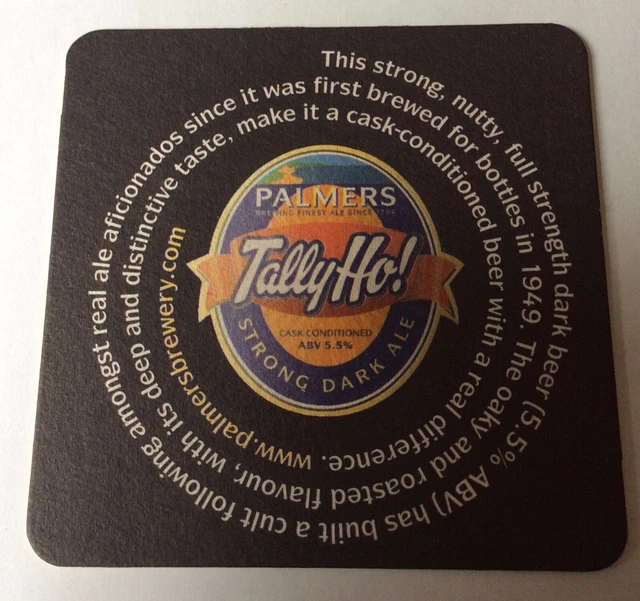 This strong, nutty, full strength dark beer (5.5% ABV) has built a cult following amongst real ale aficionados since it was first brewed for bottles in 1949. The oaky and roasted flavour, with its deep and distinctive taste, make it a cask-conditioned beer with a real difference. www.palmersbrewery.com
PALMERS
BREWING FINEST ALE SINCE 1794
Tally Ho!
CASK CONDITIONED
ABV 5.5%
STRONG DARK ALE